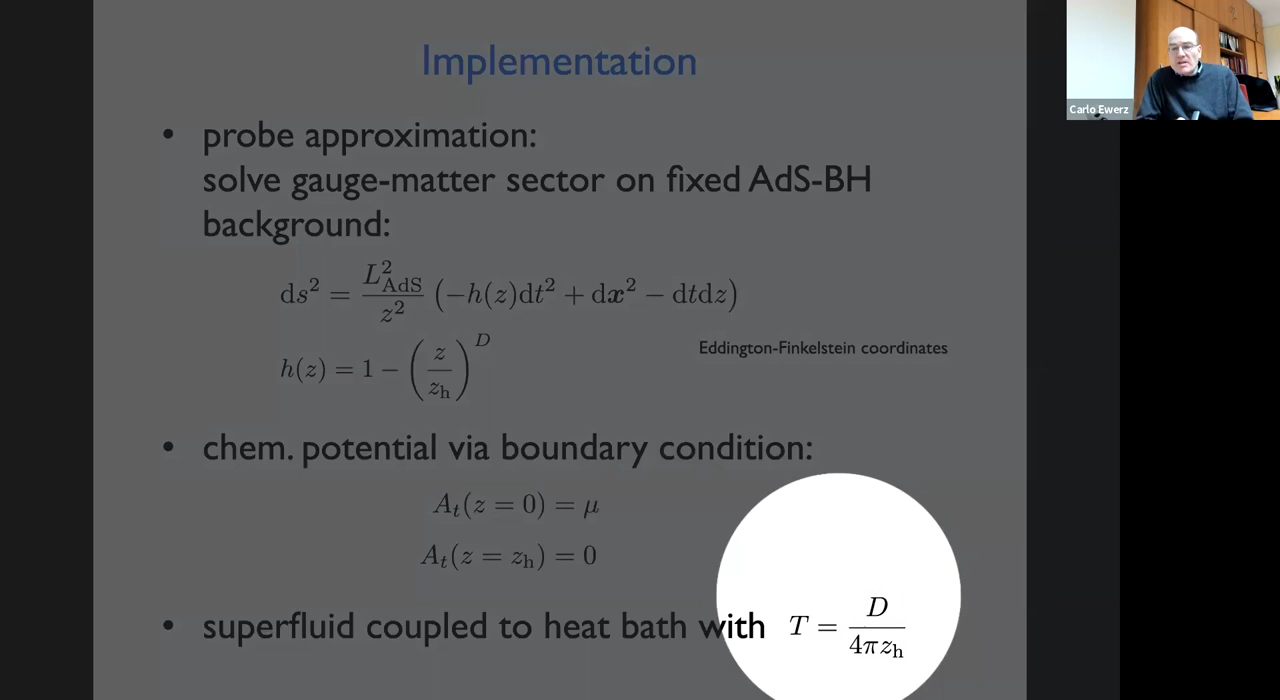 Implementation
• probe approximation:
solve gauge-matter sector on fixed AdS-BH
background:
ds² = L²_AdS / z² (−h(z)dt² + d𝒙² − dtdz)
Eddington-Finkelstein coordinates
h(z) = 1 − (z / z_h)^D
• chem. potential via boundary condition:
A_t(z = 0) = μ
A_t(z = z_h) = 0
• superfluid coupled to heat bath with T = D / 4πz_h
Carlo Ewerz